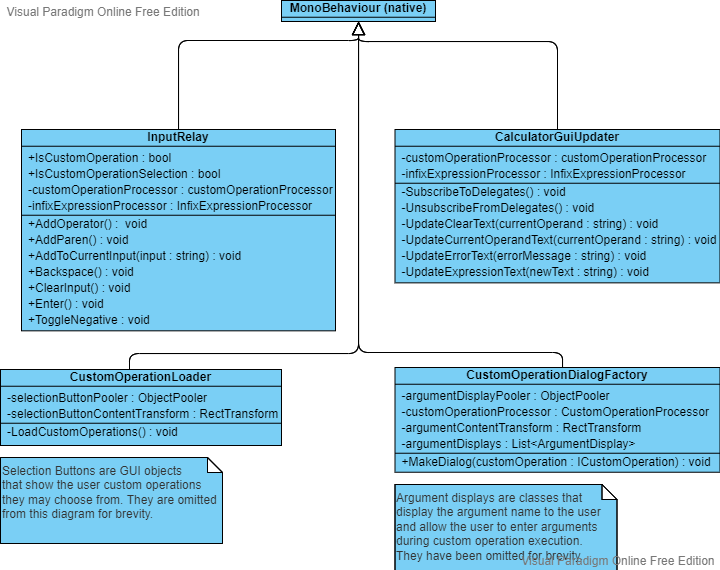 Visual Paradigm Online Free Edition
MonoBehaviour (native)
InputRelay
+IsCustomOperation : bool
+IsCustomOperationSelection : bool
-customOperationProcessor : customOperationProcessor
-infixExpressionProcessor : InfixExpressionProcessor
+AddOperator() : void
+AddParen() : void
+AddToCurrentInput(input : string) : void
+Backspace() : void
+ClearInput() : void
+Enter() : void
+ToggleNegative : void
CalculatorGuiUpdater
-customOperationProcessor : customOperationProcessor
-infixExpressionProcessor : InfixExpressionProcessor
-SubscribeToDelegates() : void
-UnsubscribeFromDelegates() : void
-UpdateClearText(currentOperand : string) : void
-UpdateCurrentOperandText(currentOperand : string) : void
-UpdateErrorText(errorMessage : string) : void
-UpdateExpressionText(newText : string) : void
CustomOperationLoader
-selectionButtonPooler : ObjectPooler
-selectionButtonContentTransform : RectTransform
-LoadCustomOperations() : void
Selection Buttons are GUI objects
that show the user custom operations
they may choose from. They are omitted
from this diagram for brevity.
CustomOperationDialogFactory
-argumentDisplayPooler : ObjectPooler
-customOperationProcessor : CustomOperationProcessor
-argumentContentTransform : RectTransform
-argumentDisplays : List<ArgumentDisplay>
+MakeDialog(customOperation : ICustomOperation) : void
Argument displays are classes that
display the argument name to the user
and allow the user to enter arguments
during custom operation execution.
They have been omitted for brevity.
Visual Paradigm Online Free Edition